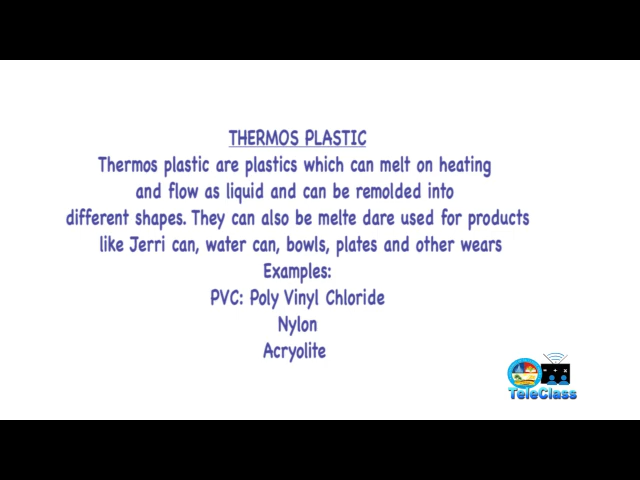 THERMOS PLASTIC
Thermos plastic are plastics which can melt on heating
and flow as liquid and can be remolded into
different shapes. They can also be melte dare used for products
like Jerri can, water can, bowls, plates and other wears
Examples:
PVC: Poly Vinyl Chloride
Nylon
Acryolite
TeleClass